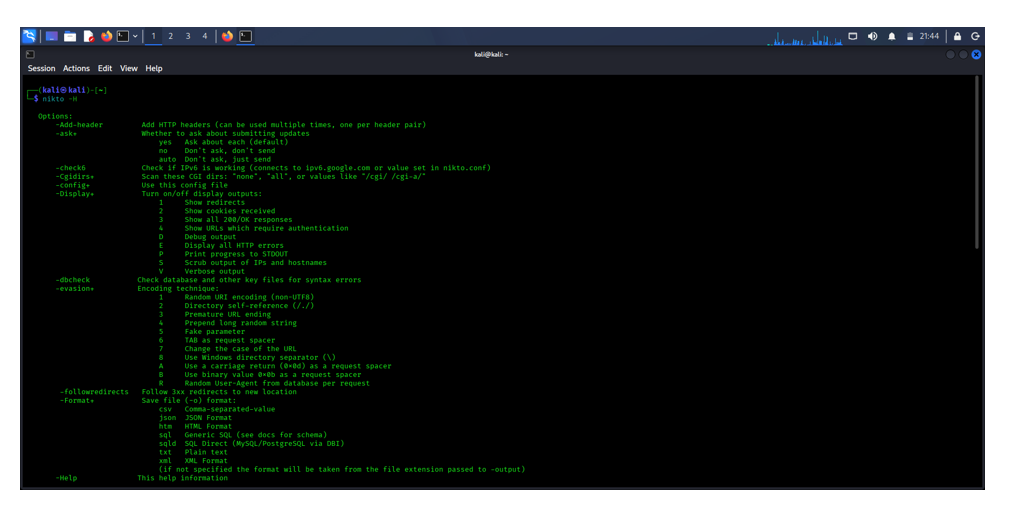 1 2 3 4
21:44
kali@kali: ~
Session Actions Edit View Help
(kali㉿kali)-[~]
$ nikto -H
Options:
-Add-header Add HTTP headers (can be used multiple times, one per header pair)
-ask+ Whether to ask about submitting updates
yes Ask about each (default)
no Don't ask, don't send
auto Don't ask, just send
-check6 Check if IPv6 is working (connects to ipv6.google.com or value set in nikto.conf)
-Cgidirs+ Scan these CGI dirs: "none", "all", or values like "/cgi/ /cgi-a/"
-config+ Use this config file
-Display+ Turn on/off display outputs:
1 Show redirects
2 Show cookies received
3 Show all 200/OK responses
4 Show URLs which require authentication
D Debug output
E Display all HTTP errors
P Print progress to STDOUT
S Scrub output of IPs and hostnames
V Verbose output
-dbcheck Check database and other key files for syntax errors
-evasion+ Encoding technique:
1 Random URI encoding (non-UTF8)
2 Directory self-reference (/./)
3 Premature URL ending
4 Prepend long random string
5 Fake parameter
6 TAB as request spacer
7 Change the case of the URL
8 Use Windows directory separator (\)
A Use a carriage return (0×0d) as a request spacer
B Use binary value 0×0b as a request spacer
R Random User-Agent from database per request
-followredirects Follow 3xx redirects to new location
-Format+ Save file (-o) format:
csv Comma-separated-value
json JSON Format
htm HTML Format
sql Generic SQL (see docs for schema)
sqld SQL Direct (MySQL/PostgreSQL via DBI)
txt Plain text
xml XML Format
(if not specified the format will be taken from the file extension passed to -output)
-Help This help information